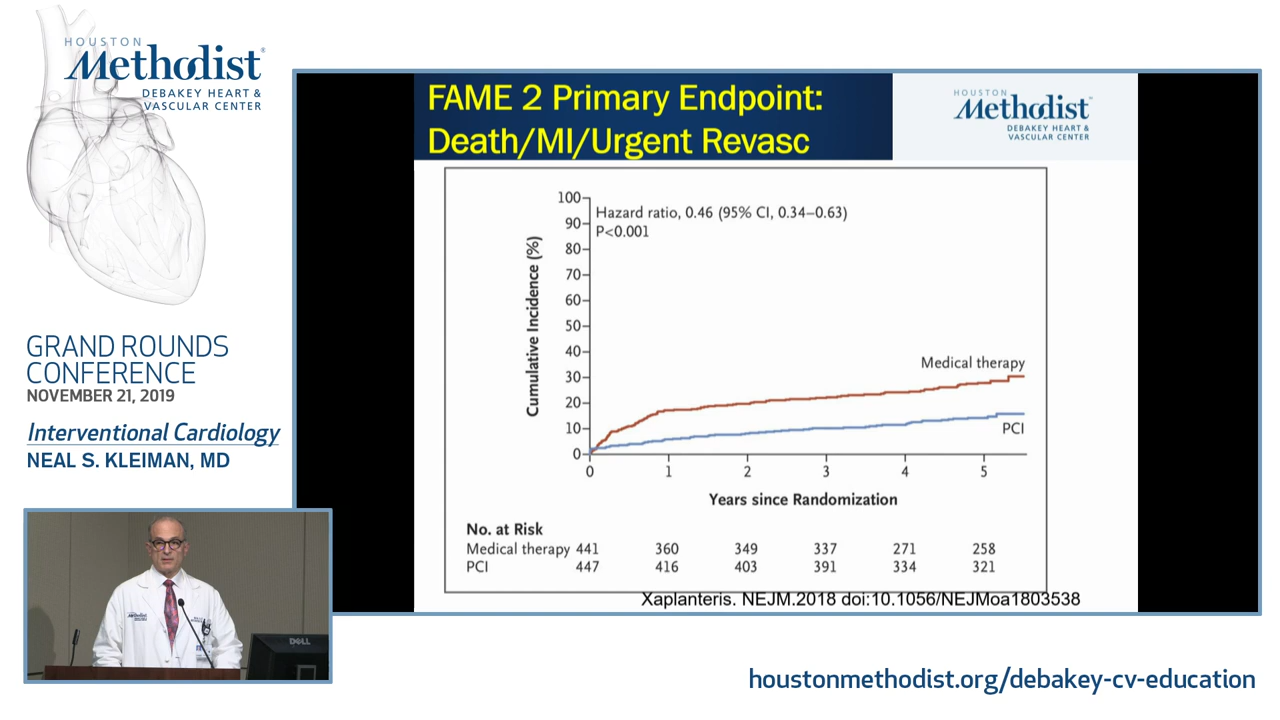 HOUSTON
Methodist
DEBAKEY HEART &
VASCULAR CENTER
GRAND ROUNDS
CONFERENCE
NOVEMBER 21, 2019
Interventional Cardiology
NEAL S. KLEIMAN, MD
FAME 2 Primary Endpoint:
Death/MI/Urgent Revasc
HOUSTON
Methodist
DEBAKEY HEART &
VASCULAR CENTER
Hazard ratio, 0.46 (95% CI, 0.34–0.63)
P<0.001
Cumulative Incidence (%)
100
90
80
70
60
50
40
30
20
10
0
Medical therapy
PCI
0 1 2 3 4 5
Years since Randomization
No. at Risk
Medical therapy 441 360 349 337 271 258
PCI 447 416 403 391 334 321
Xaplanteris. NEJM.2018 doi:10.1056/NEJMoa1803538
Methodist
DELL
houstonmethodist.org/debakey-cv-education